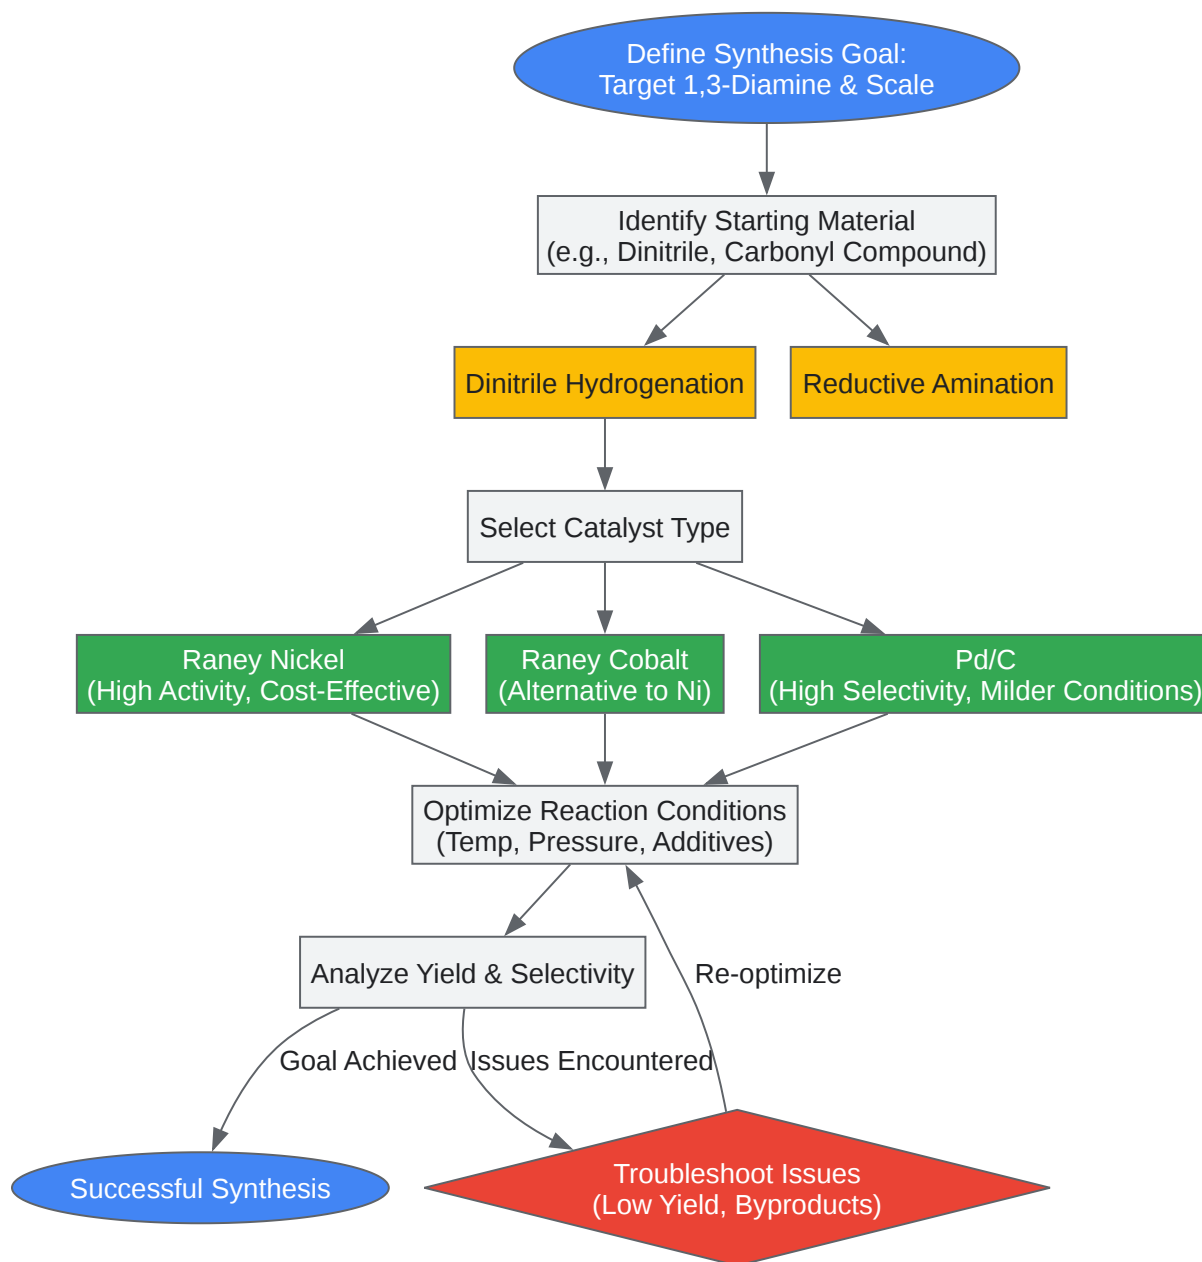 Define Synthesis Goal:
Target 1,3-Diamine & Scale
Identify Starting Material
(e.g., Dinitrile, Carbonyl Compound)
Dinitrile Hydrogenation
Reductive Amination
Select Catalyst Type
Raney Nickel
(High Activity, Cost-Effective)
Raney Cobalt
(Alternative to Ni)
Pd/C
(High Selectivity, Milder Conditions)
Optimize Reaction Conditions
(Temp, Pressure, Additives)
Analyze Yield & Selectivity
Re-optimize
Goal Achieved
Issues Encountered
Successful Synthesis
Troubleshoot Issues
(Low Yield, Byproducts)